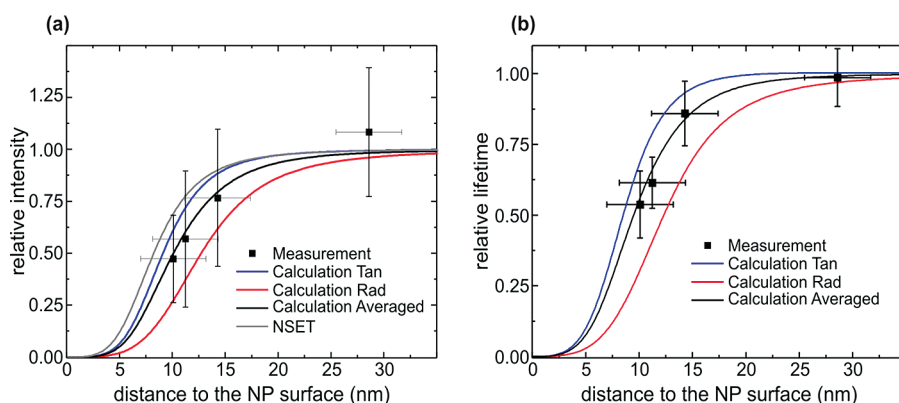 (a)
relative intensity
1.25
1.00
0.75
0.50
0.25
0.00
Measurement
Calculation Tan
Calculation Rad
Calculation Averaged
NSET
0 5 10 15 20 25 30
distance to the NP surface (nm)
(b)
relative lifetime
1.00
0.75
0.50
0.25
0.00
Measurement
Calculation Tan
Calculation Rad
Calculation Averaged
0 5 10 15 20 25 30
distance to the NP surface (nm)